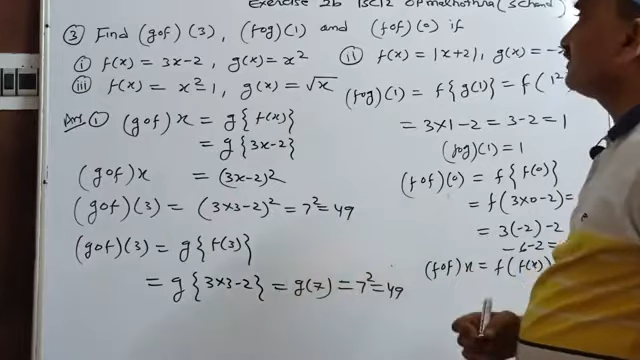 Exercise 2b ISC12 OP malhothra (S chand)
③ Find (gof)(3), (fog)(1) and (fof)(0) if
ⓘ f(x) = 3x-2, g(x) = x²
ⓘⓘ f(x) = |x+2|, g(x) = -
ⓘⓘⓘ f(x) = x²-1, g(x) = √x
Ans ⓘ (gof)x = g{f(x)}
= g{3x-2}
(gof)x = (3x-2)²
(gof)(3) = (3×3-2)² = 7² = 49
(gof)(3) = g{f(3)}
= g{3×3-2} = g(7) = 7² = 49
(fog)(1) = f{g(1)} = f(1²
= 3×1-2 = 3-2 = 1
(fog)(1) = 1
(fof)(0) = f{f(0)}
= f(3×0-2) =
= 3(-2)-2
-6-2 =
(fof)x = f(f(x))